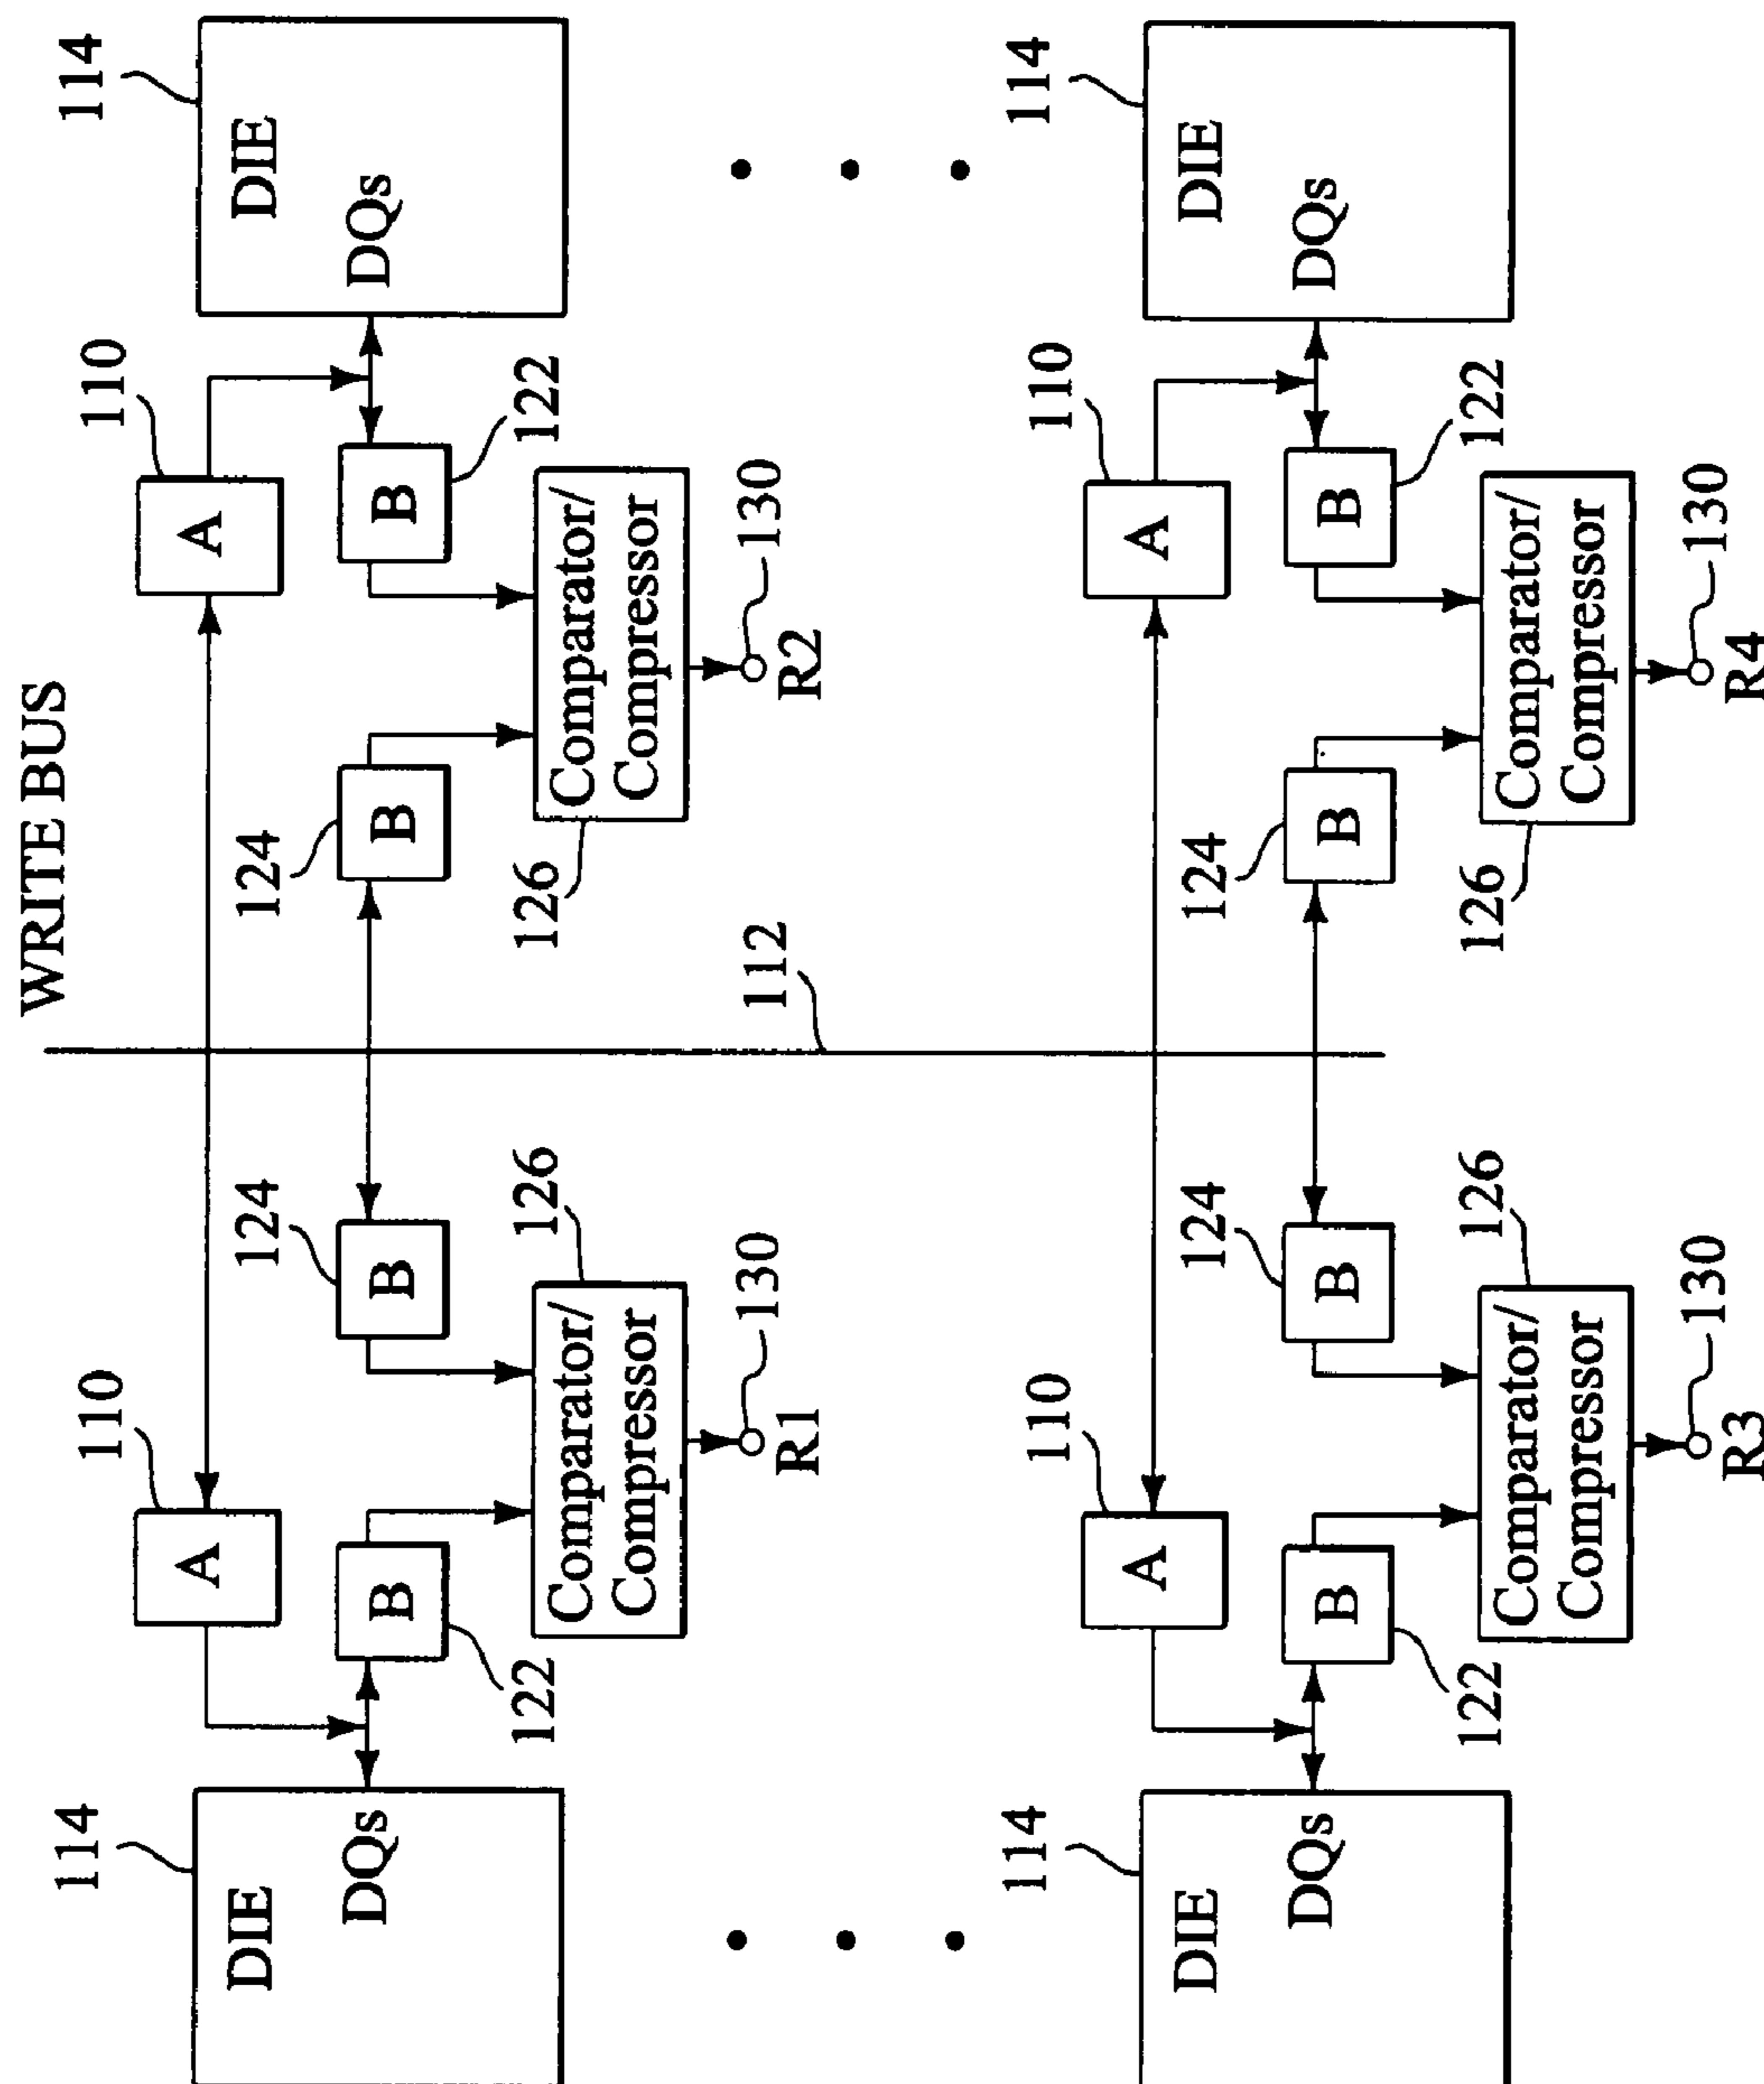 WRITE BUS
114
110
110
114
A
A
DIE
124
124
DIE
DQs
B
B
B
B
DQs
122
126
126
122
Comparator/
Compressor
Comparator/
Compressor
130
112
130
R1
R2
114
110
110
114
A
A
DIE
124
124
DIE
DQs
B
B
B
B
DQs
122
126
126
122
Comparator/
Compressor
Comparator/
Compressor
130
130
R3
R4